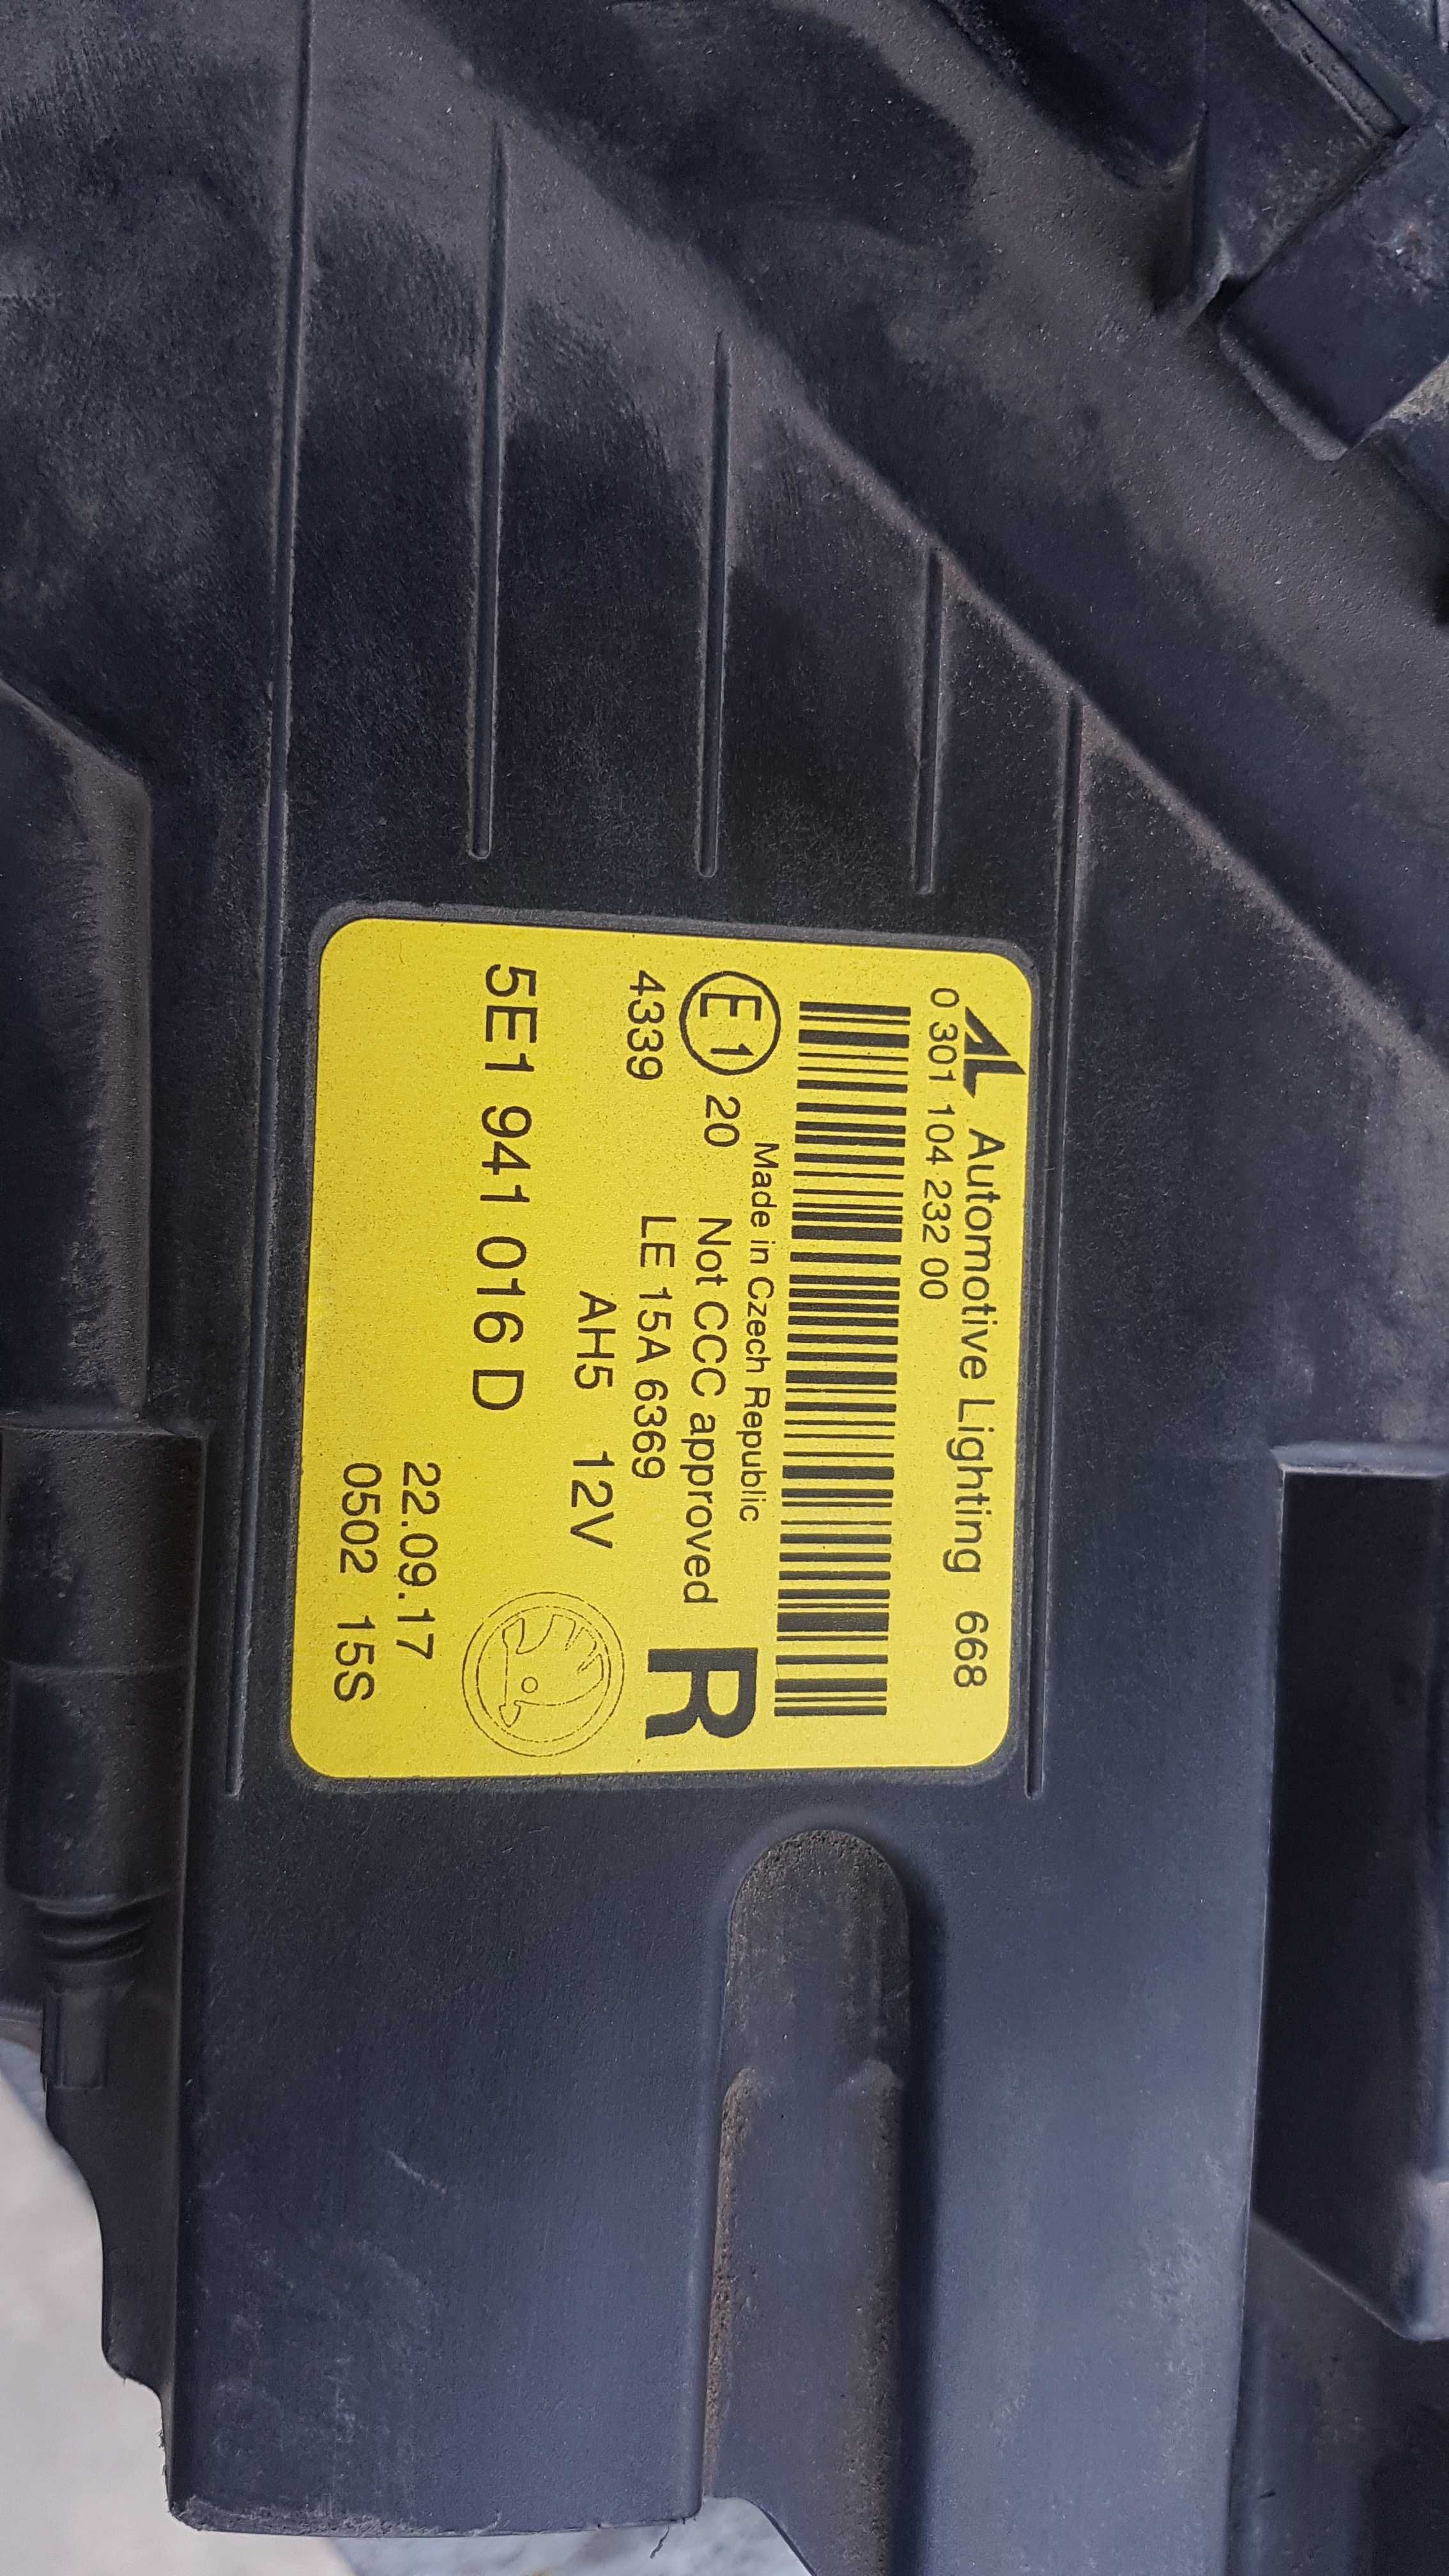 AL Automotive Lighting 668
0 301 104 232 00
Made in Czech Republic
E1 20 Not CCC approved R
4339 LE 15A 6369
AH5 12V
5E1 941 016 D
22.09.17
0502 15S